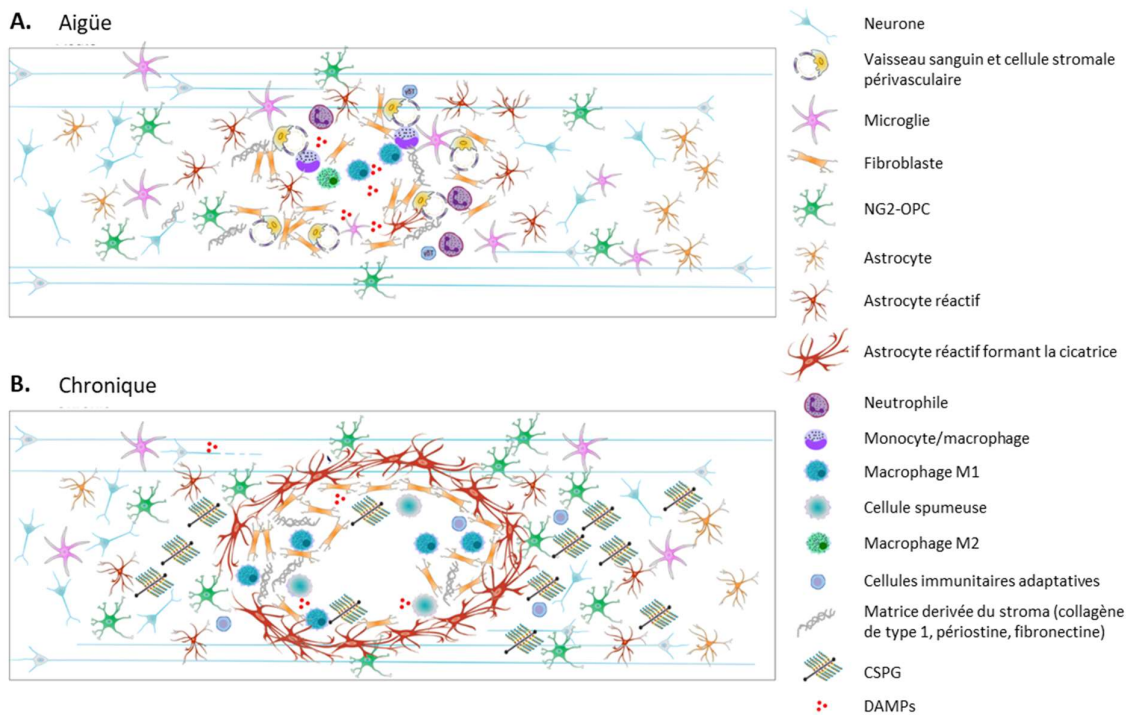 A. Aigüe
Neurone
Vaisseau sanguin et cellule stromale
périvasculaire
Microglie
Fibroblaste
NG2-OPC
Astrocyte
Astrocyte réactif
Astrocyte réactif formant la cicatrice
B. Chronique
Neutrophile
Monocyte/macrophage
Macrophage M1
Cellule spumeuse
Macrophage M2
Cellules immunitaires adaptatives
Matrice derivée du stroma (collagène
de type 1, périostine, fibronectine)
CSPG
DAMPs